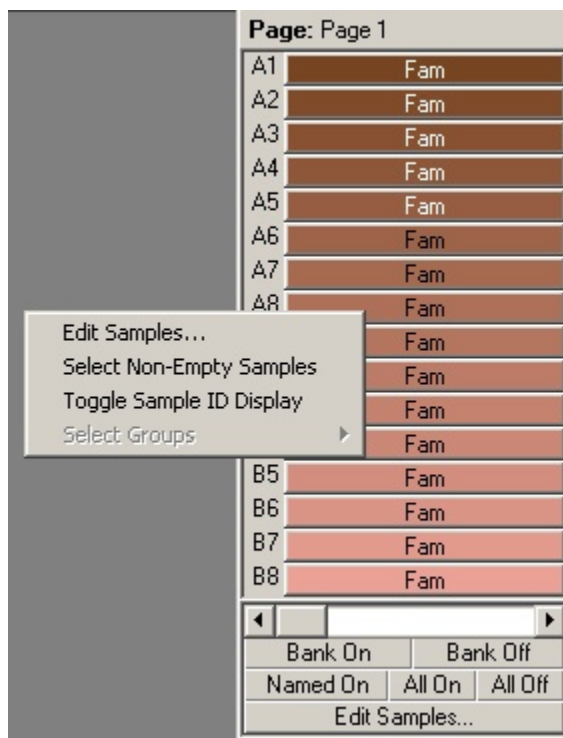 Page: Page 1
A1 Fam
A2 Fam
A3 Fam
A4 Fam
A5 Fam
A6 Fam
A7 Fam
A8 Fam
Fam
Fam
Fam
Fam
Edit Samples...
Select Non-Empty Samples
Toggle Sample ID Display
Select Groups
B5 Fam
B6 Fam
B7 Fam
B8 Fam
Bank On Bank Off
Named On All On All Off
Edit Samples...